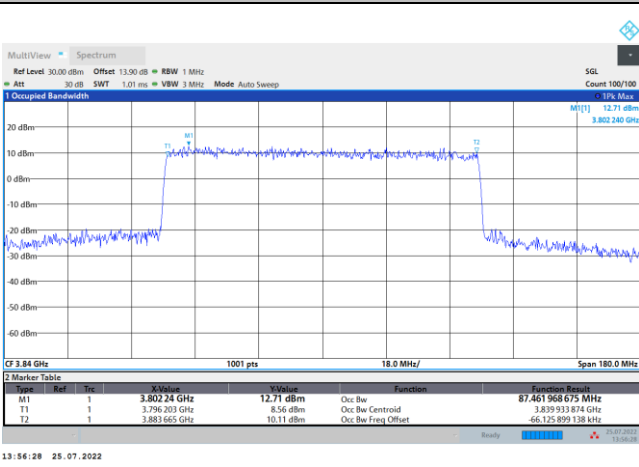 MultiView Spectrum
Ref Level 30.00 dBm Offset 13.90 dB RBW 1 MHz SGL
Att 30 dB SWT 1.01 ms VBW 3 MHz Mode Auto Sweep Count 100/100
1 Occupied Bandwidth 1Pk Max
M1[1] 12.71 dBm
3.802 240 GHz
20 dBm
M1
T1
T2
10 dBm
0 dBm
-10 dBm
-20 dBm
-30 dBm
-40 dBm
-50 dBm
-60 dBm
CF 3.84 GHz 1001 pts 18.0 MHz/ Span 180.0 MHz
2 Marker Table
Type Ref Trc X-Value Y-Value Function Function Result
M1 1 3.802 24 GHz 12.71 dBm Occ Bw 87.461 968 675 MHz
T1 1 3.796 203 GHz 8.56 dBm Occ Bw Centroid 3.839 933 874 GHz
T2 1 3.883 665 GHz 10.11 dBm Occ Bw Freq Offset -66.125 899 138 kHz
Ready 25.07.2022
13:56:28
13:56:28 25.07.2022